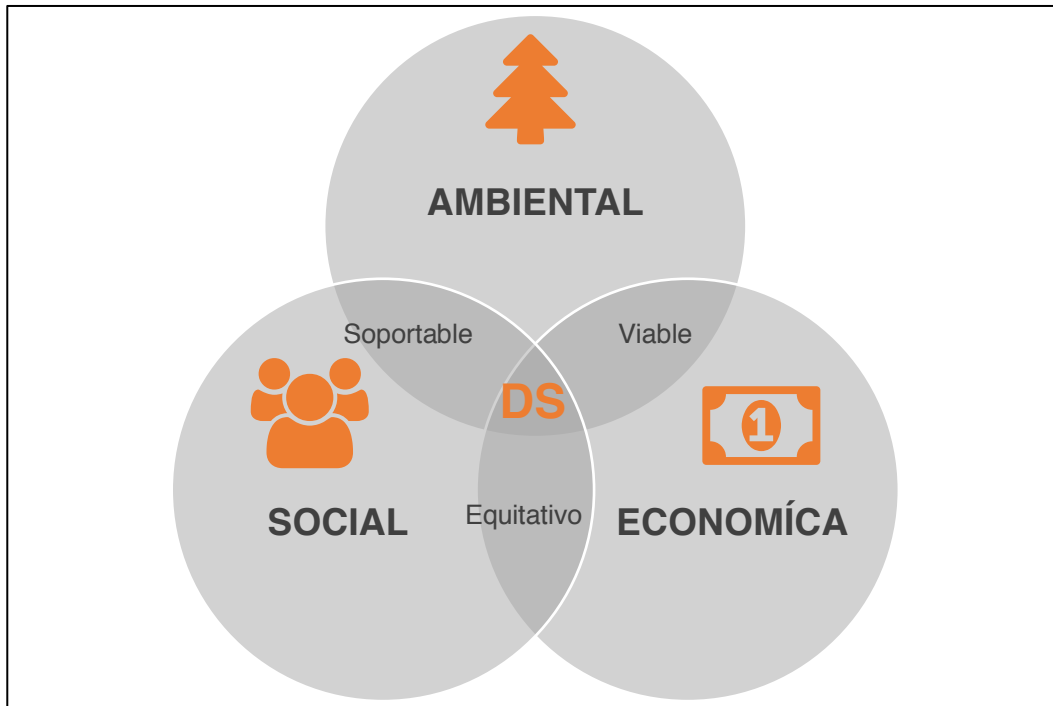 AMBIENTAL
Soportable
Viable
DS
1
SOCIAL
Equitativo
ECONOMÍCA